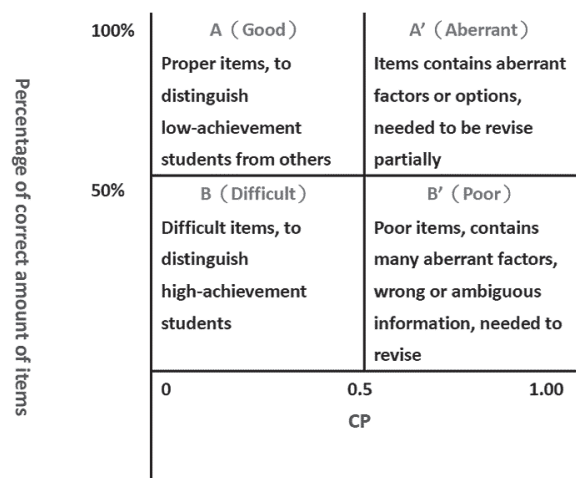 100%
A（Good）
Proper items, to
distinguish
low-achievement
students from others
A’（Aberrant）
Items contains aberrant
factors or options,
needed to be revise
partially
Percentage of correct amount of items
50%
B（Difficult）
Difficult items, to
distinguish
high-achievement
students
B’（Poor）
Poor items, contains
many aberrant factors,
wrong or ambiguous
information, needed to
revise
0
0.5
1.00
CP